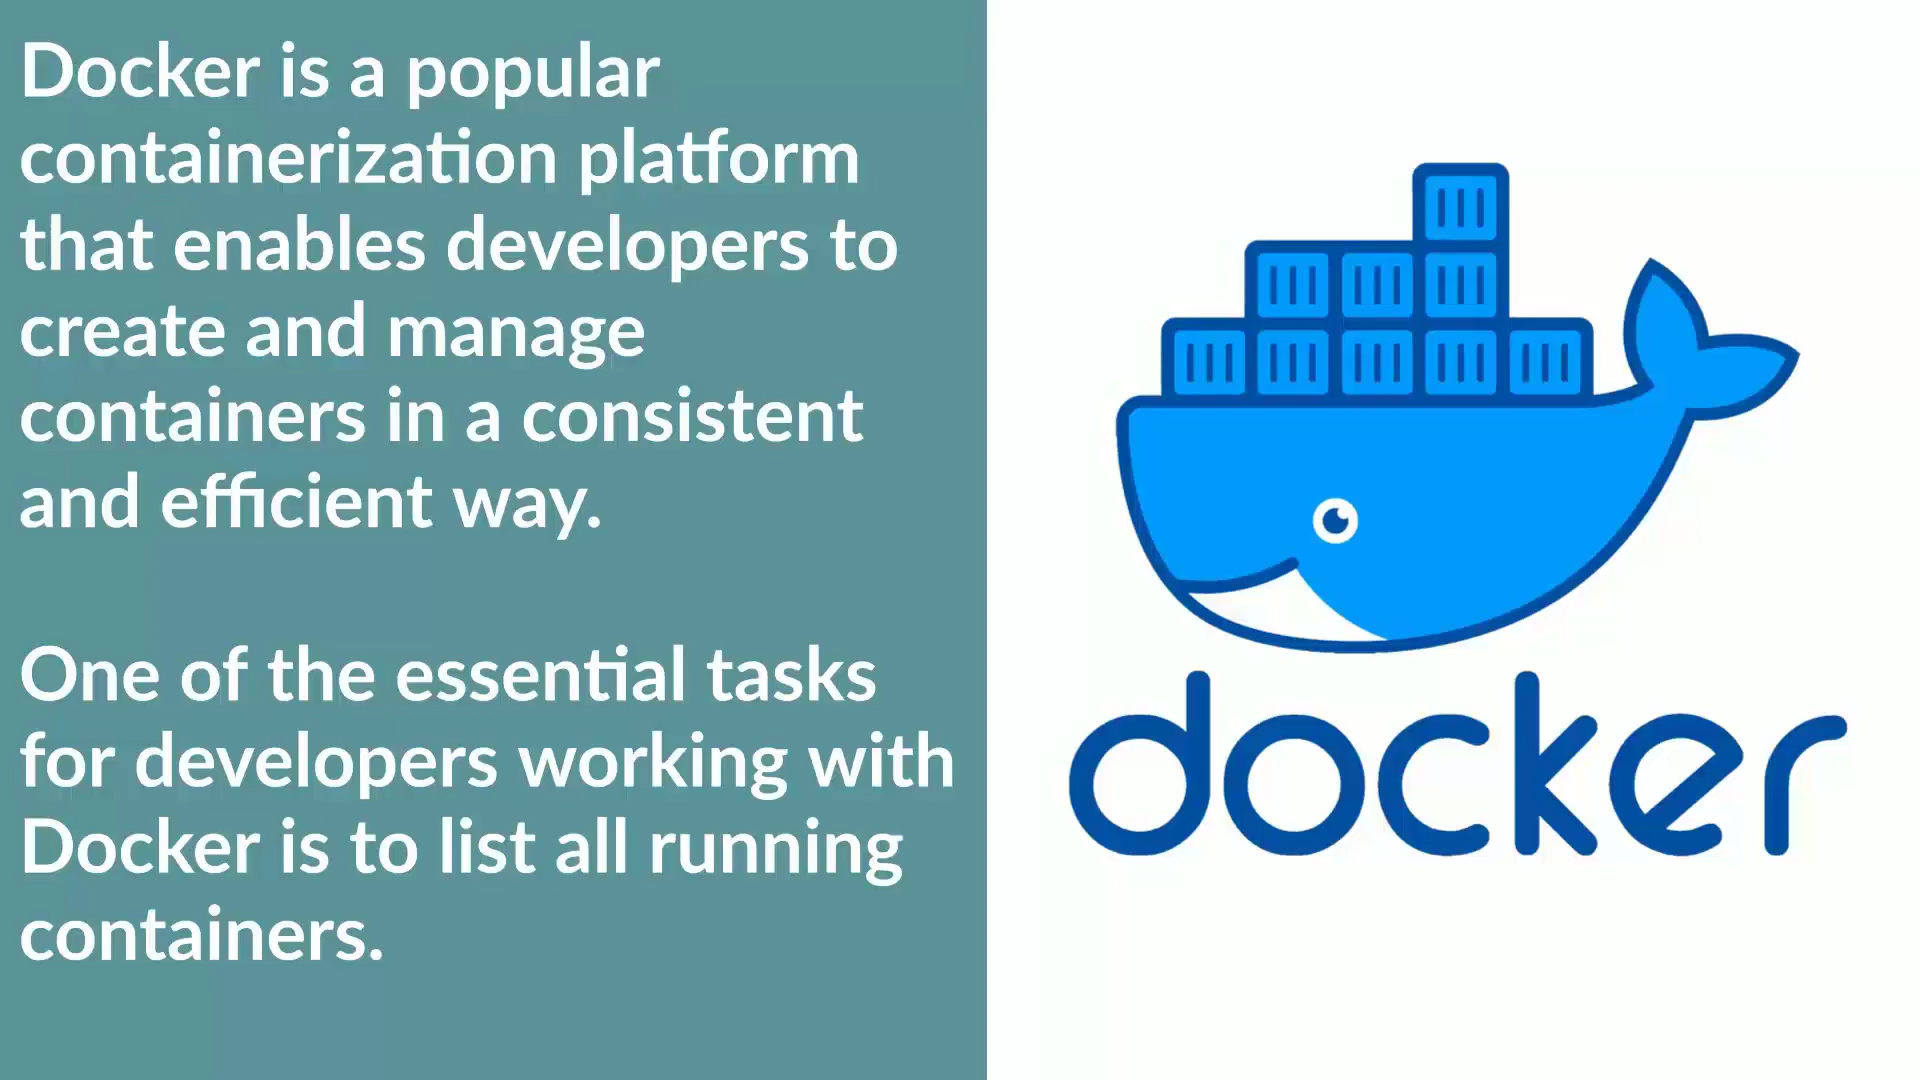 Docker is a popular
containerization platform
that enables developers to
create and manage
containers in a consistent
and efficient way.
One of the essential tasks
for developers working with
Docker is to list all running
containers.
docker